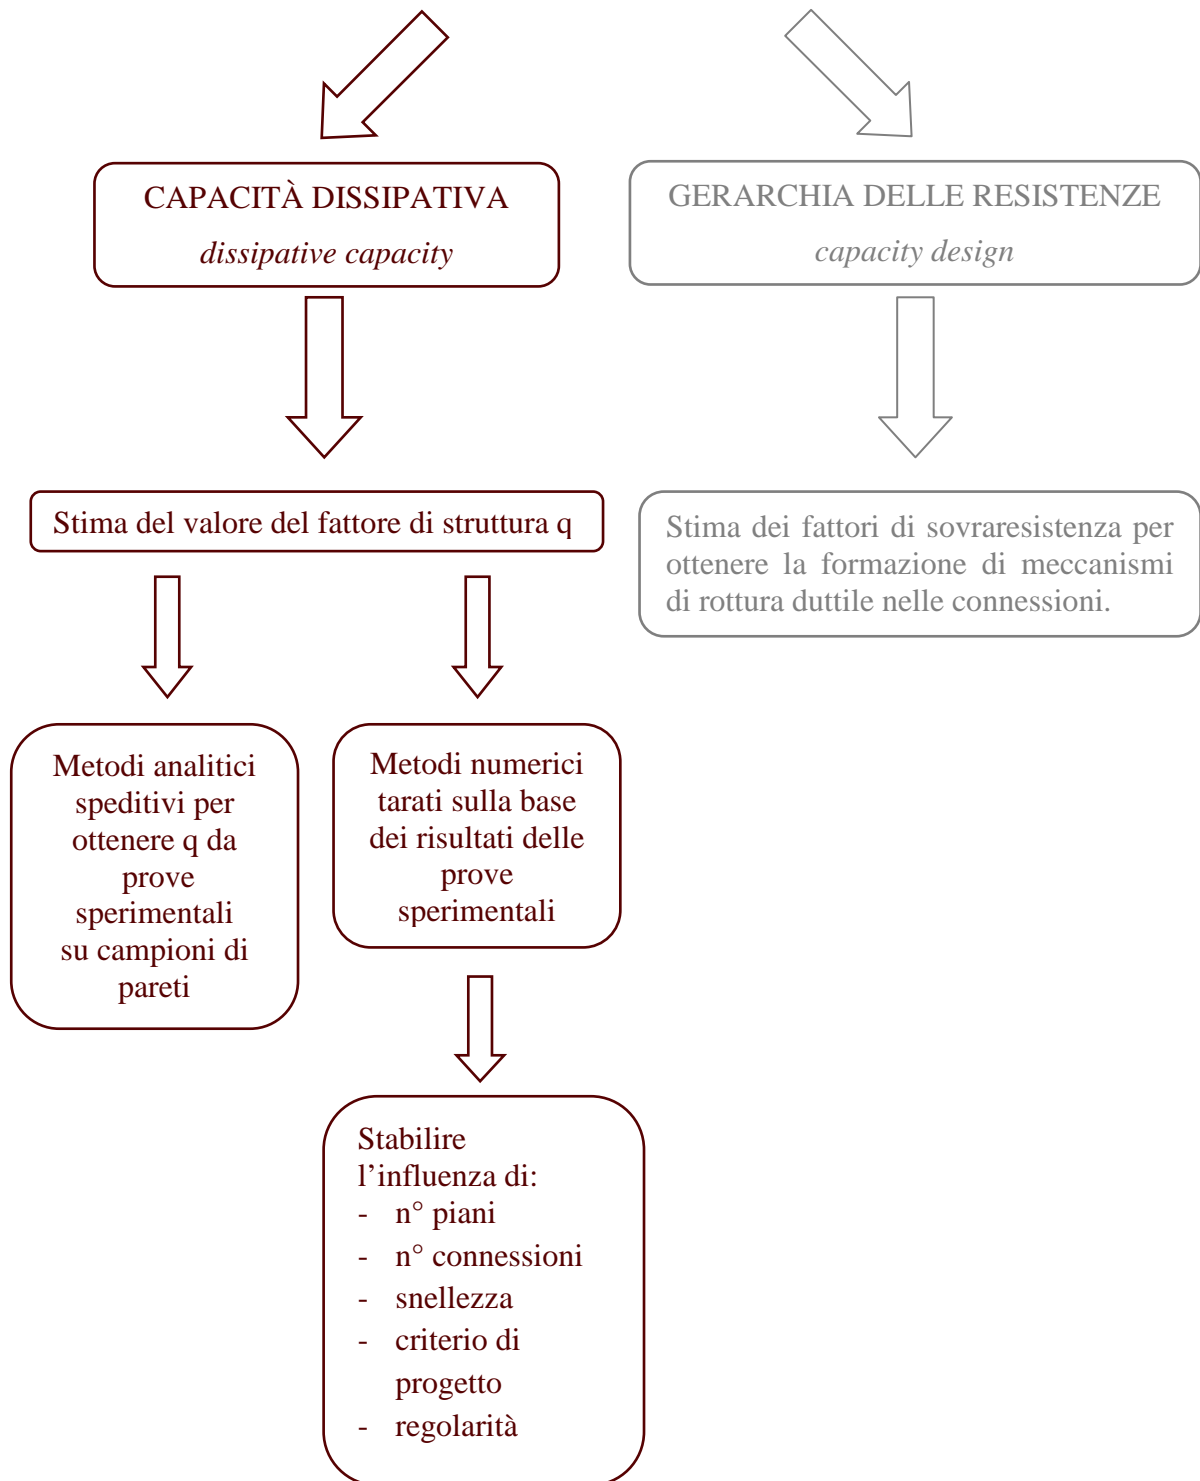 CAPACITÀ DISSIPATIVA
dissipative capacity
GERARCHIA DELLE RESISTENZE
capacity design
Stima del valore del fattore di struttura q
Stima dei fattori di sovraresistenza per
ottenere la formazione di meccanismi
di rottura duttile nelle connessioni.
Metodi analitici
speditivi per
ottenere q da
prove
sperimentali
su campioni di
pareti
Metodi numerici
tarati sulla base
dei risultati delle
prove
sperimentali
Stabilire
l’influenza di:
- n° piani
- n° connessioni
- snellezza
- criterio di
progetto
- regolarità